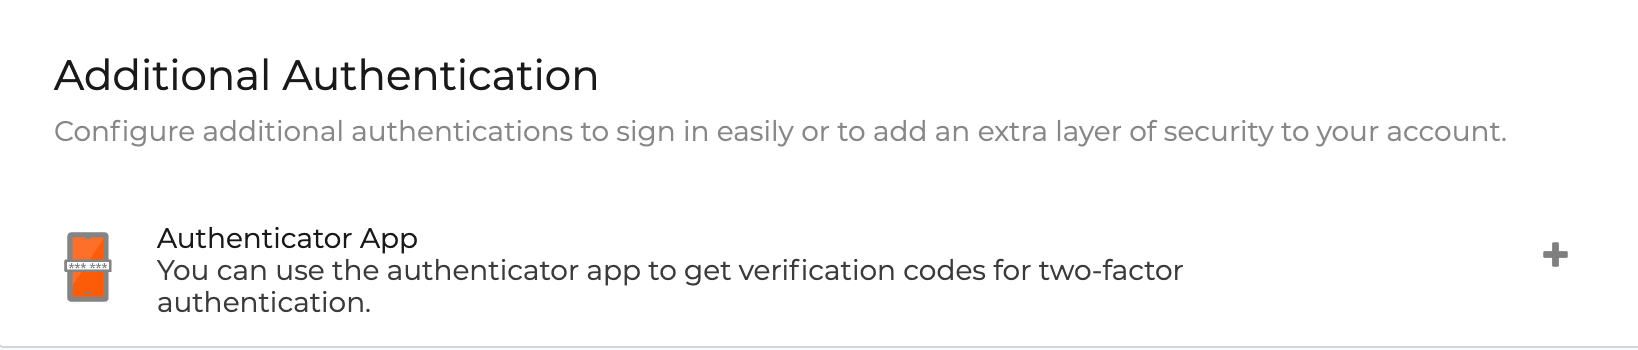 Additional Authentication
Configure additional authentications to sign in easily or to add an extra layer of security to your account.
Authenticator App
*** ***
You can use the authenticator app to get verification codes for two-factor
authentication.